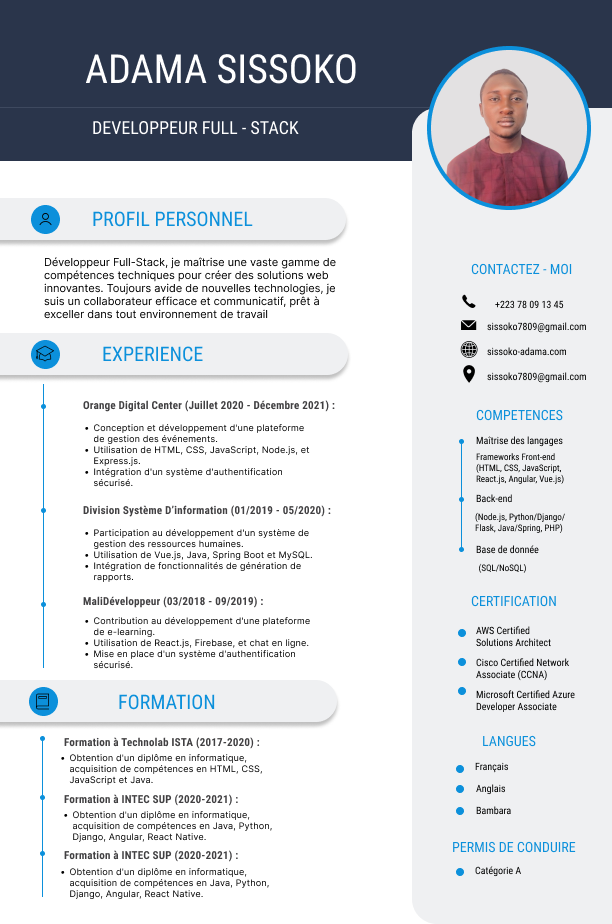 ADAMA SISSOKO
DEVELOPPEUR FULL - STACK
PROFIL PERSONNEL
Développeur Full-Stack, je maîtrise une vaste gamme de
compétences techniques pour créer des solutions web
innovantes. Toujours avide de nouvelles technologies, je
suis un collaborateur efficace et communicatif, prêt à
exceller dans tout environnement de travail
EXPERIENCE
Orange Digital Center (Juillet 2020 - Décembre 2021) :
• Conception et développement d'une plateforme
de gestion des événements.
• Utilisation de HTML, CSS, JavaScript, Node.js, et
Express.js.
• Intégration d'un système d'authentification
sécurisé.
Division Système D'information (01/2019 - 05/2020) :
• Participation au développement d'un système de
gestion des ressources humaines.
• Utilisation de Vue.js, Java, Spring Boot et MySQL.
• Intégration de fonctionnalités de génération de
rapports.
MaliDéveloppeur (03/2018 - 09/2019) :
• Contribution au développement d'une plateforme
de e-learning.
• Utilisation de React.js, Firebase, et chat en ligne.
• Mise en place d'un système d'authentification
sécurisé.
FORMATION
Formation à Technolab ISTA (2017-2020) :
• Obtention d'un diplôme en informatique,
acquisition de compétences en HTML, CSS,
JavaScript et Java.
Formation à INTEC SUP (2020-2021) :
• Obtention d'un diplôme en informatique,
acquisition de compétences en Java, Python,
Django, Angular, React Native.
Formation à INTEC SUP (2020-2021) :
• Obtention d'un diplôme en informatique,
acquisition de compétences en Java, Python,
Django, Angular, React Native.
CONTACTEZ - MOI
+223 78 09 13 45
sissoko7809@gmail.com
sissoko-adama.com
sissoko7809@gmail.com
COMPETENCES
Maîtrise des langages
Frameworks Front-end
(HTML, CSS, JavaScript,
React.js, Angular, Vue.js)
Back-end
(Node.js, Python/Django/
Flask, Java/Spring, PHP)
Base de donnée
(SQL/NoSQL)
CERTIFICATION
AWS Certified
Solutions Architect
Cisco Certified Network
Associate (CCNA)
Microsoft Certified Azure
Developer Associate
LANGUES
Français
Anglais
Bambara
PERMIS DE CONDUIRE
Catégorie A